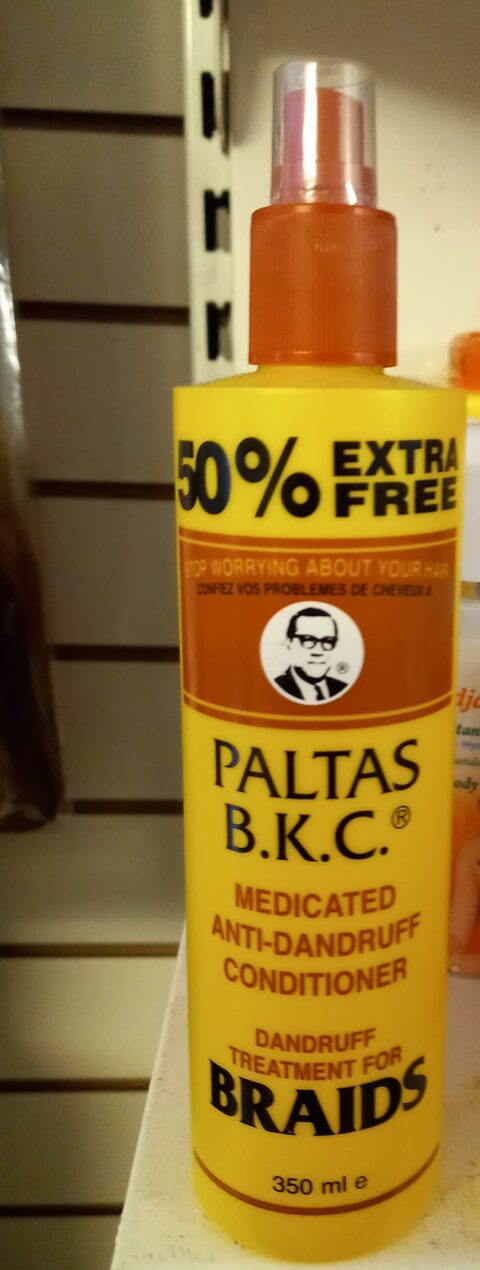 50% EXTRA
FREE
STOP WORRYING ABOUT YOUR HAIR
CONFIEZ VOS PROBLEMES DE CHEVEUX A
®
PALTAS
B.K.C.®
MEDICATED
ANTI-DANDRUFF
CONDITIONER
DANDRUFF
TREATMENT FOR
BRAIDS
350 ml e